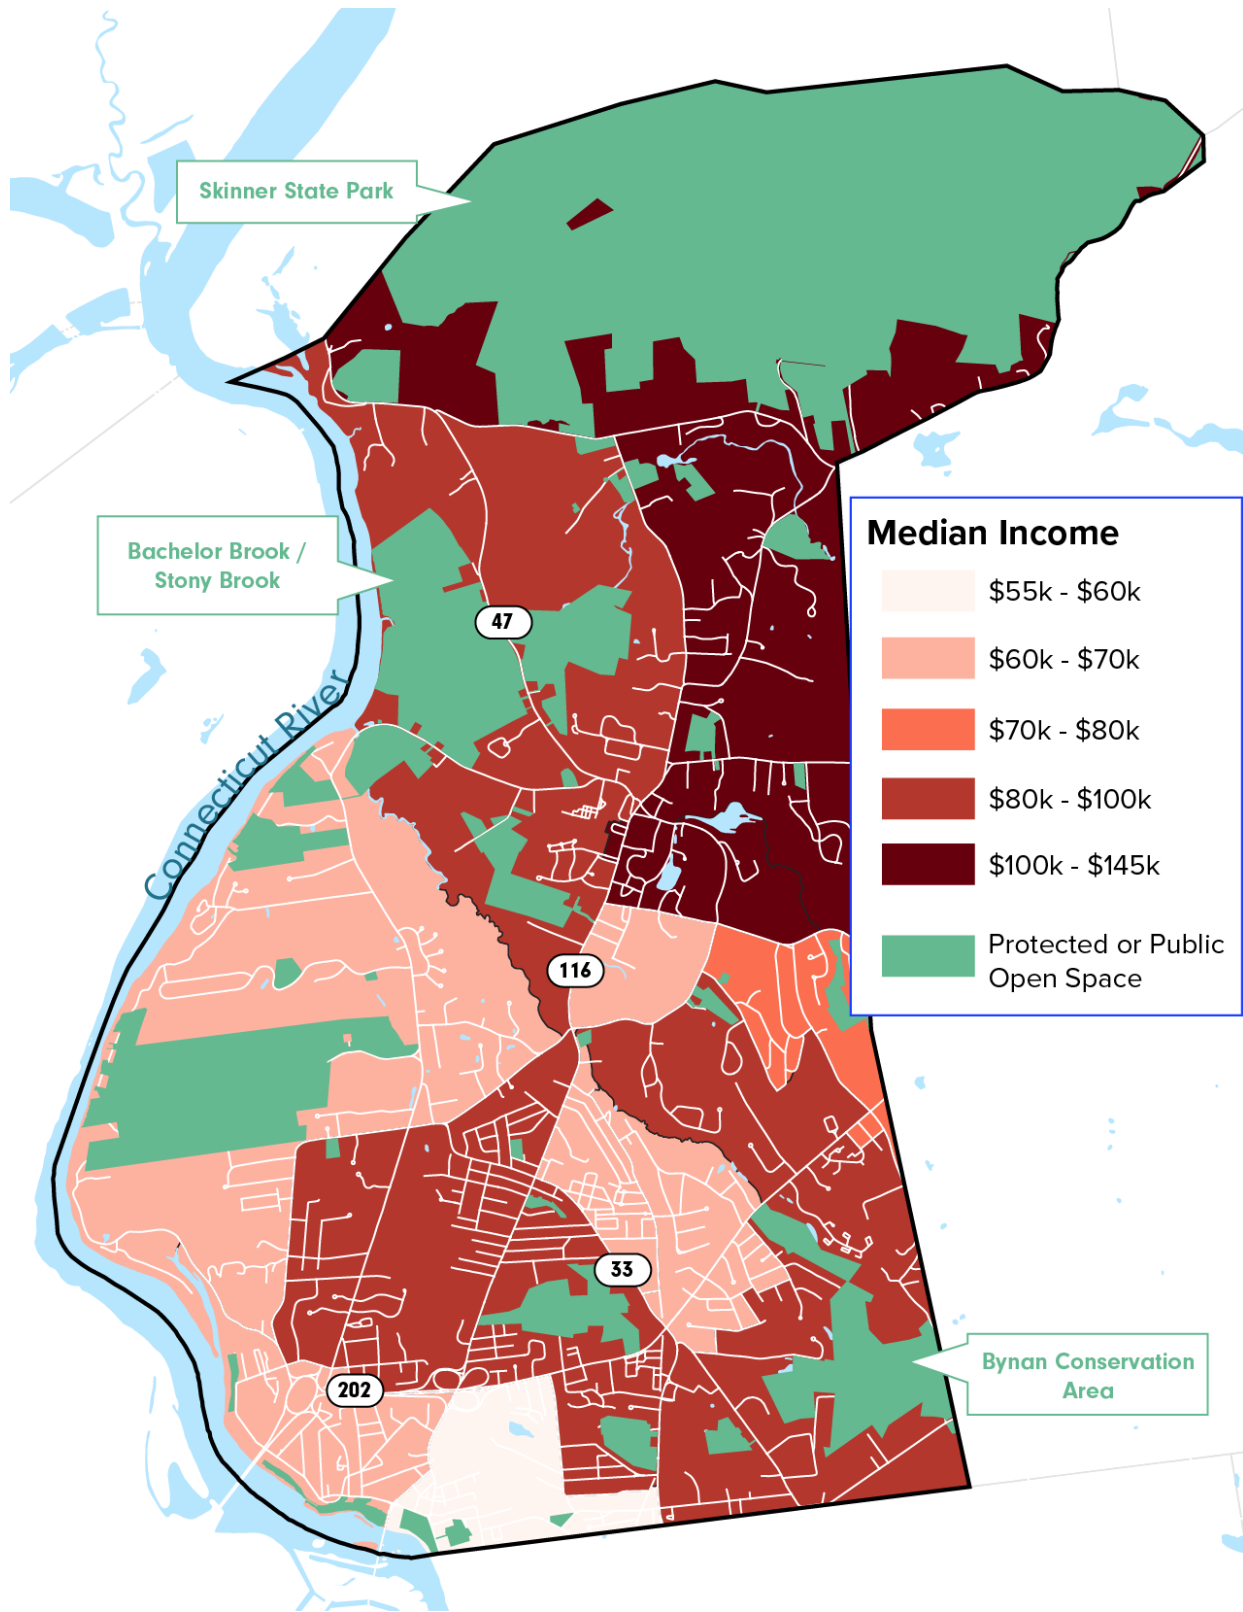 Skinner State Park
Bachelor Brook /
Stony Brook
47
Connecticut River
Median Income
$55k - $60k
$60k - $70k
$70k - $80k
$80k - $100k
$100k - $145k
Protected or Public
Open Space
116
33
Bynan Conservation
Area
202